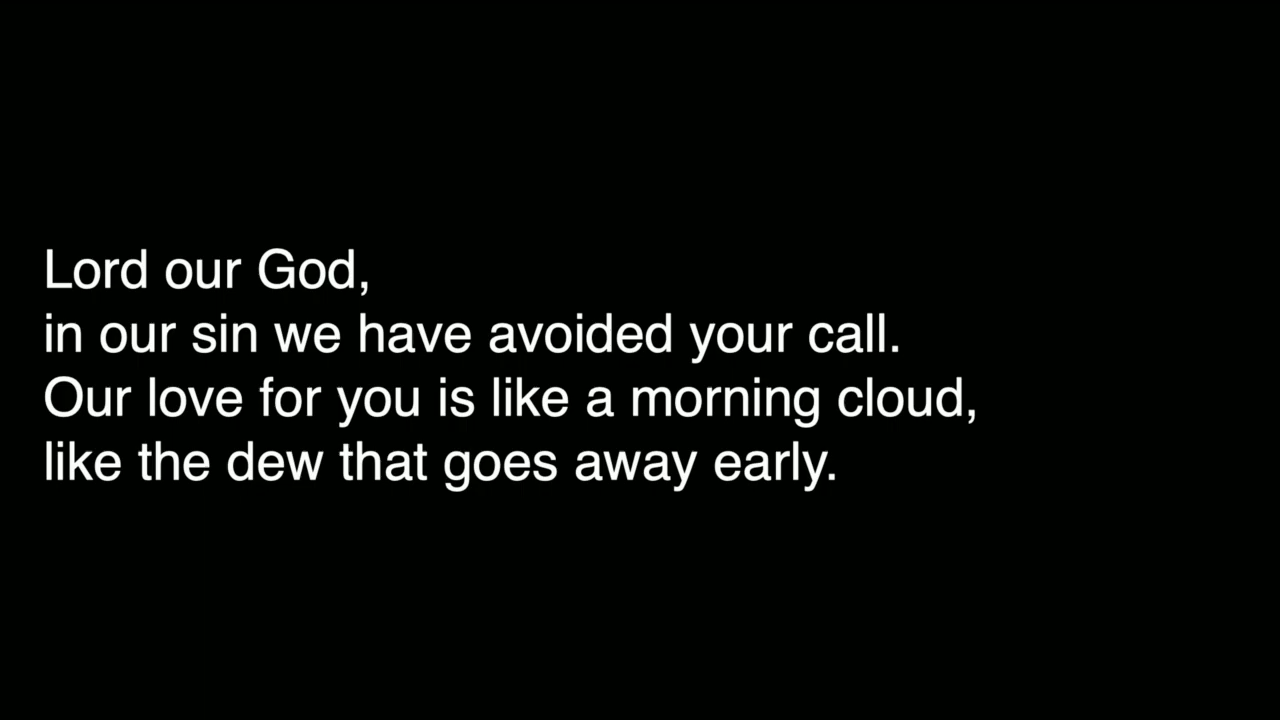 Lord our God,
in our sin we have avoided your call.
Our love for you is like a morning cloud,
like the dew that goes away early.